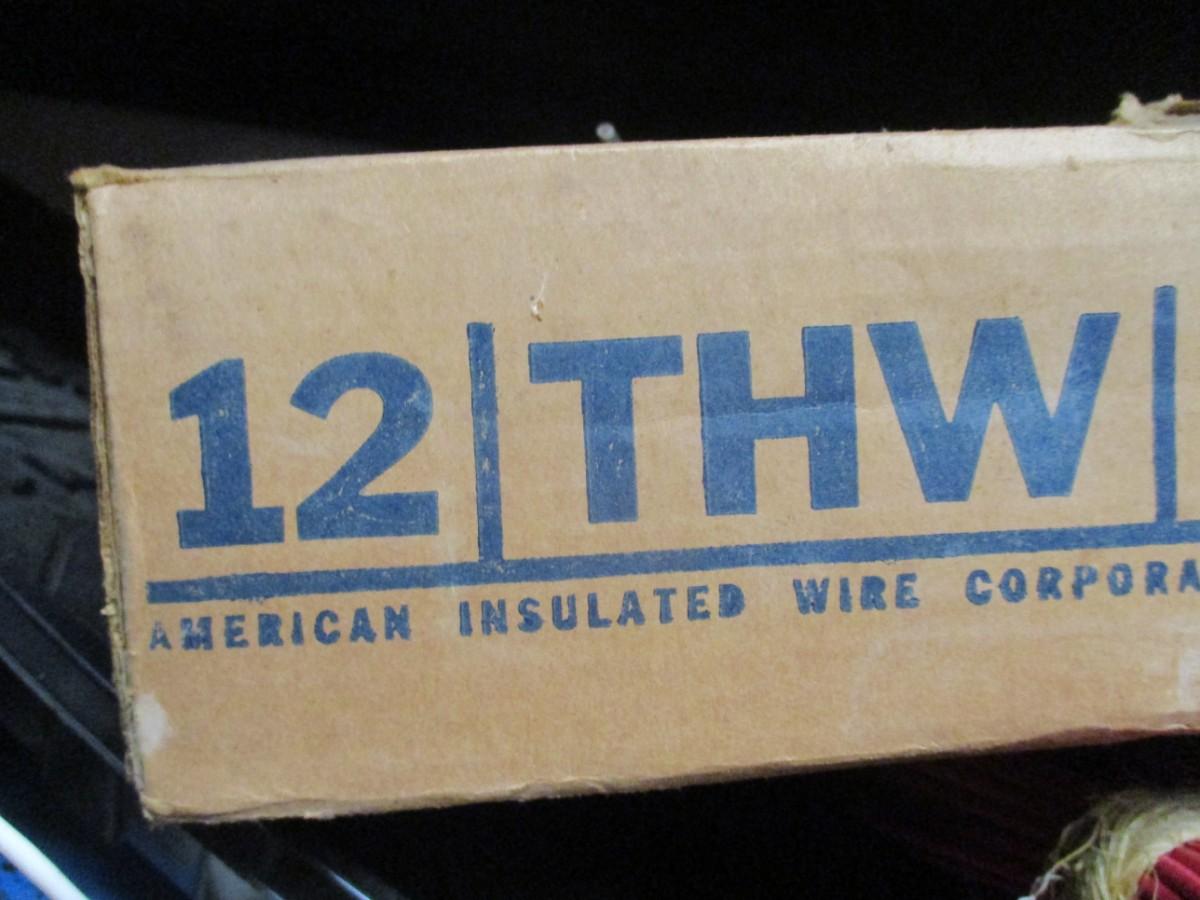 12 THW
AMERICAN INSULATED WIRE CORPORA